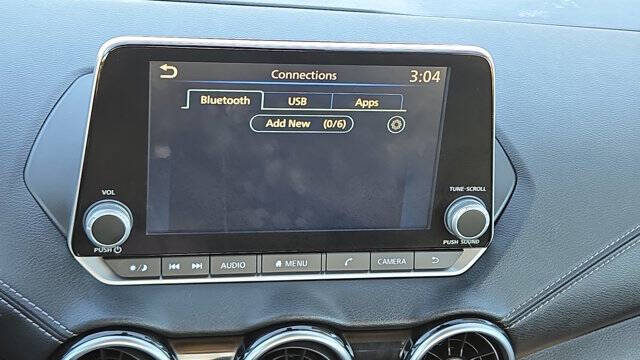 Connections 3:04
Bluetooth USB Apps
Add New (0/6)
VOL
TUNE·SCROLL
PUSH
PUSH SOUND
AUDIO MENU CAMERA